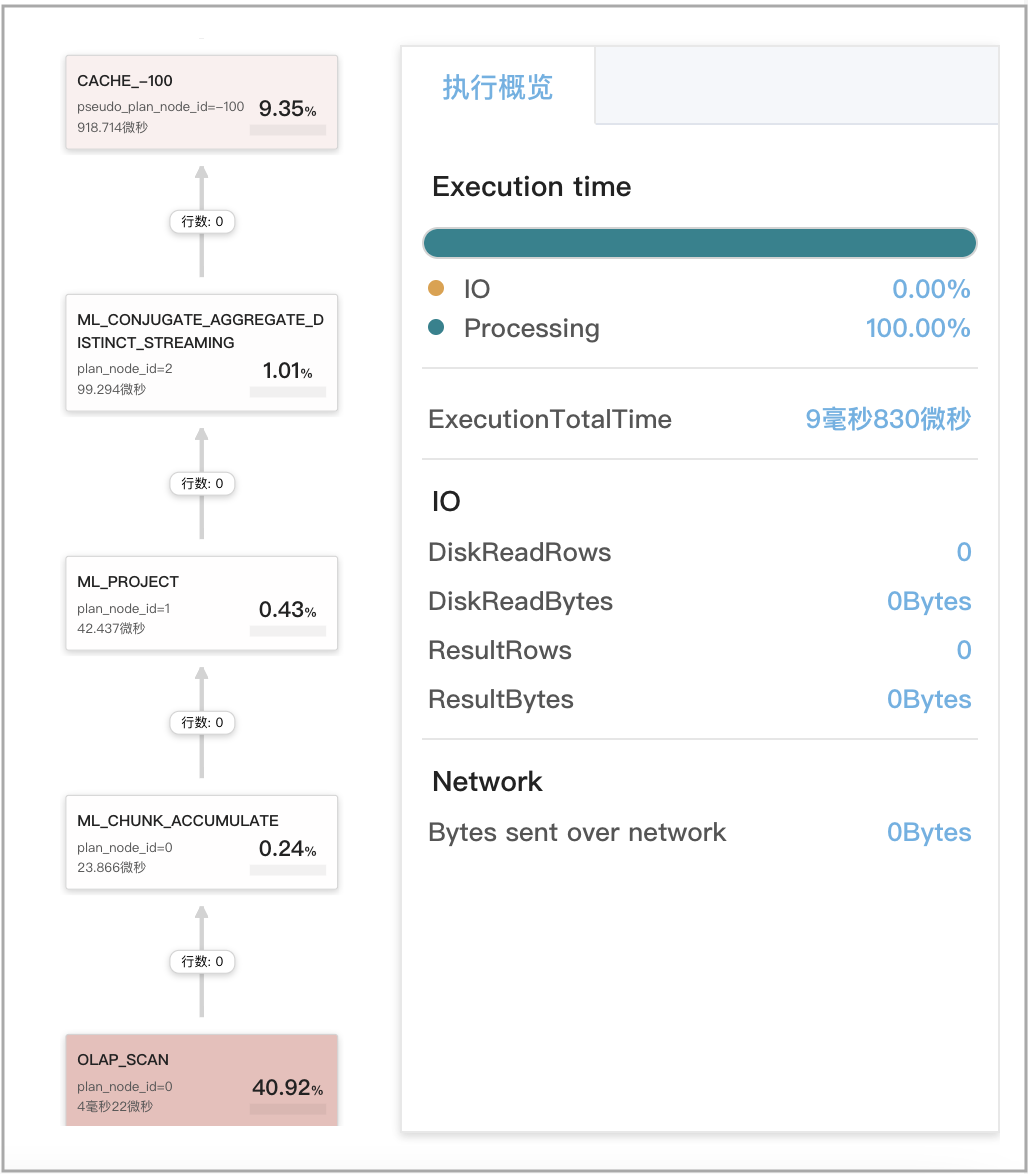 CACHE_-100
pseudo_plan_node_id=-100
9.35%
918.714微秒
行数: 0
ML_CONJUGATE_AGGREGATE_D
ISTINCT_STREAMING
plan_node_id=2
1.01%
99.294微秒
行数: 0
ML_PROJECT
plan_node_id=1
0.43%
42.437微秒
行数: 0
ML_CHUNK_ACCUMULATE
plan_node_id=0
0.24%
23.866微秒
行数: 0
OLAP_SCAN
plan_node_id=0
40.92%
4毫秒22微秒
执行概览
Execution time
IO 0.00%
Processing 100.00%
ExecutionTotalTime 9毫秒830微秒
IO
DiskReadRows 0
DiskReadBytes 0Bytes
ResultRows 0
ResultBytes 0Bytes
Network
Bytes sent over network 0Bytes